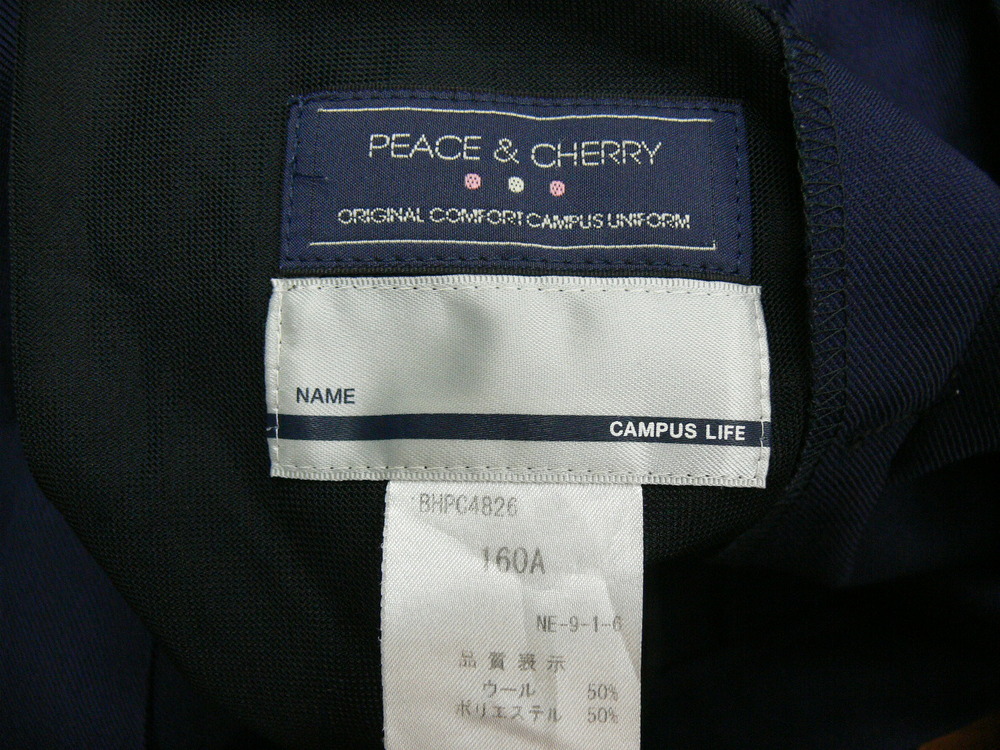 PEACE & CHERRY
ORIGINAL COMFORT CAMPUS UNIFORM
NAME
CAMPUS LIFE
BHPC4826
160A
NE-9-1-6
品質表示
ウール 50%
ポリエステル 50%